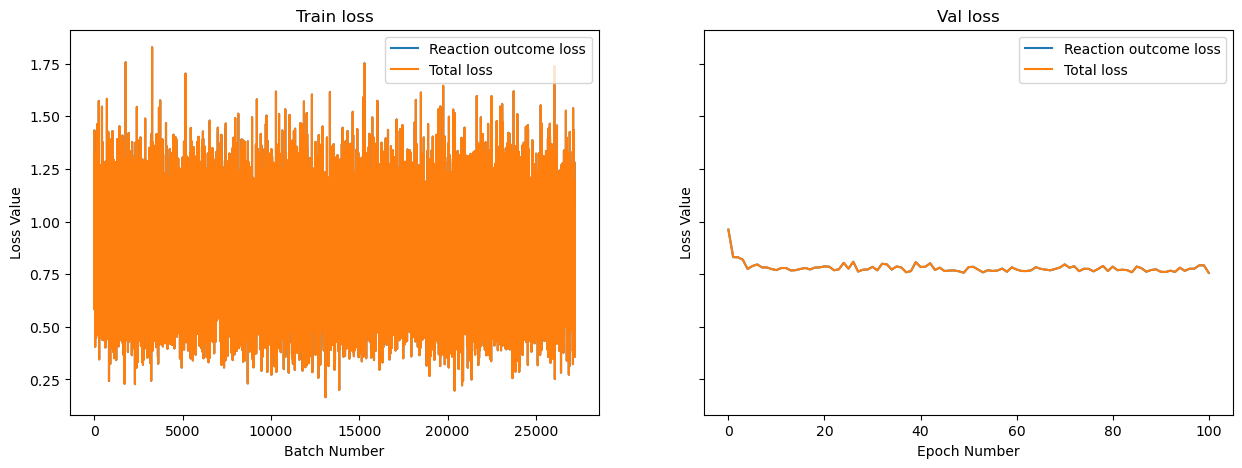 Train loss
Reaction outcome loss
Total loss
Loss Value
1.75
1.50
1.25
1.00
0.75
0.50
0.25
0
5000
10000
15000
20000
25000
Batch Number
Val loss
Reaction outcome loss
Total loss
Loss Value
0
20
40
60
80
100
Epoch Number